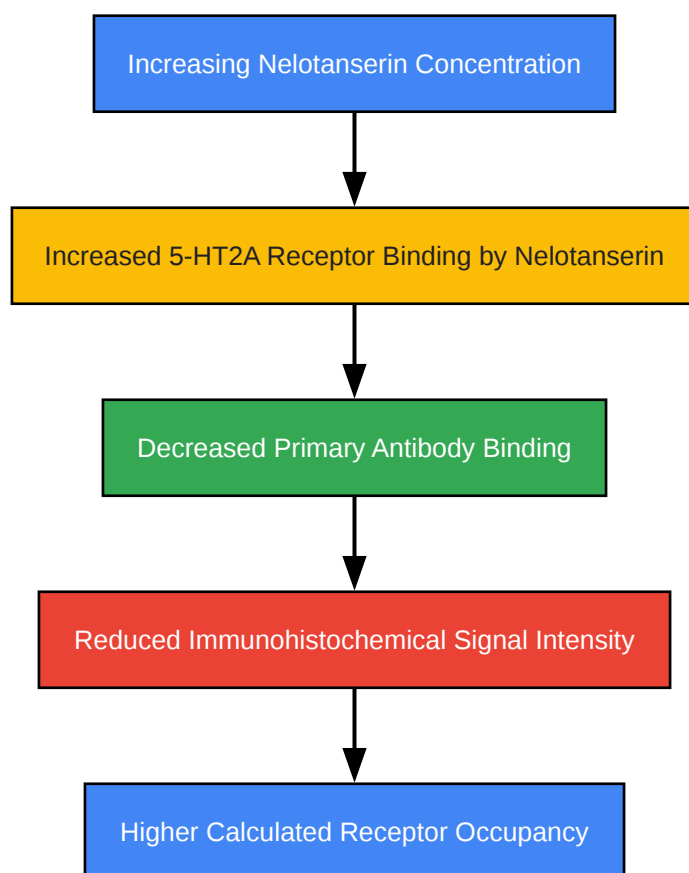 Increasing Nelotanserin Concentration
Increased 5-HT2A Receptor Binding by Nelotanserin
Decreased Primary Antibody Binding
Reduced Immunohistochemical Signal Intensity
Higher Calculated Receptor Occupancy